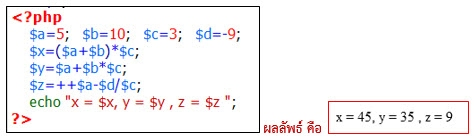 <?php
$a=5; $b=10; $c=3; $d=-9;
$x=($a+$b)*$c;
$y=$a+$b*$c;
$z=++$a-$d/$c;
echo "x = $x, y = $y , z = $z ";
?>
ผลลัพธ์ คือ x = 45, y = 35 , z = 9